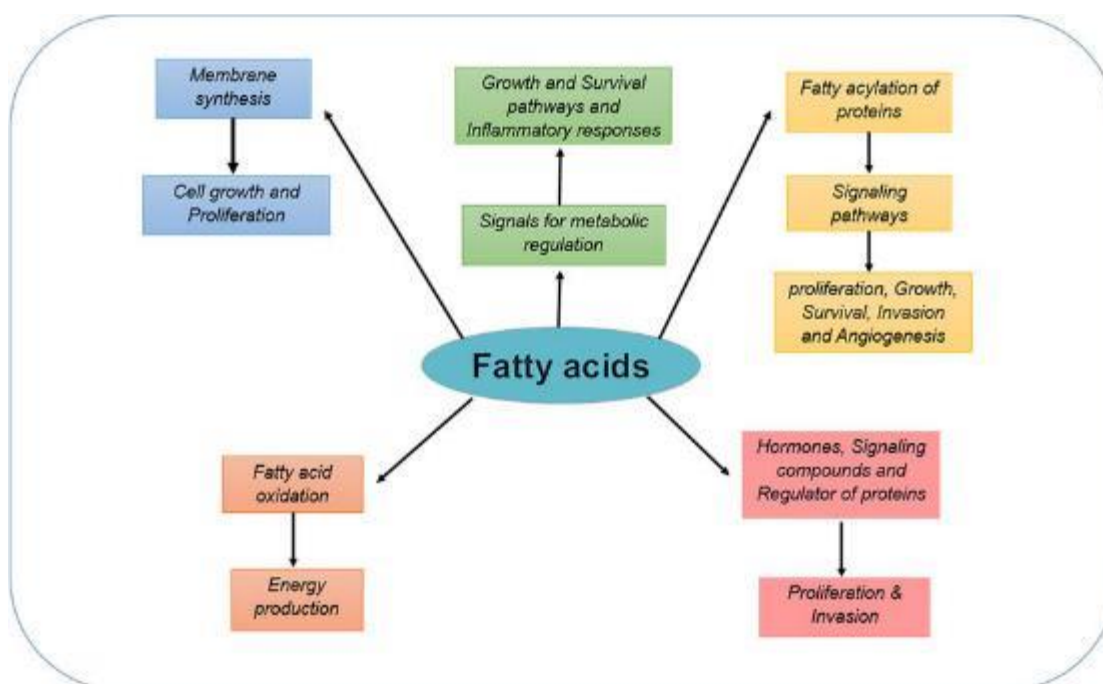 Membrane
synthesis
Cell growth and
Proliferation
Growth and Survival
pathways and
Inflammatory responses
Signals for metabolic
regulation
Fatty acylation of
proteins
Signaling
pathways
proliferation, Growth,
Survival, Invasion
and Angiogenesis
Fatty acids
Fatty acid
oxidation
Energy
production
Hormones, Signaling
compounds and
Regulator of proteins
Proliferation &
Invasion